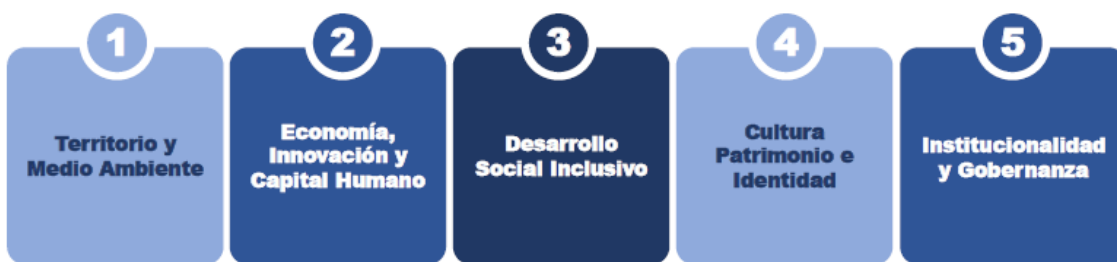 1
Territorio y
Medio Ambiente
2
Economía,
Innovación y
Capital Humano
3
Desarrollo
Social Inclusivo
4
Cultura
Patrimonio e
Identidad
5
Institucionalidad
y Gobernanza